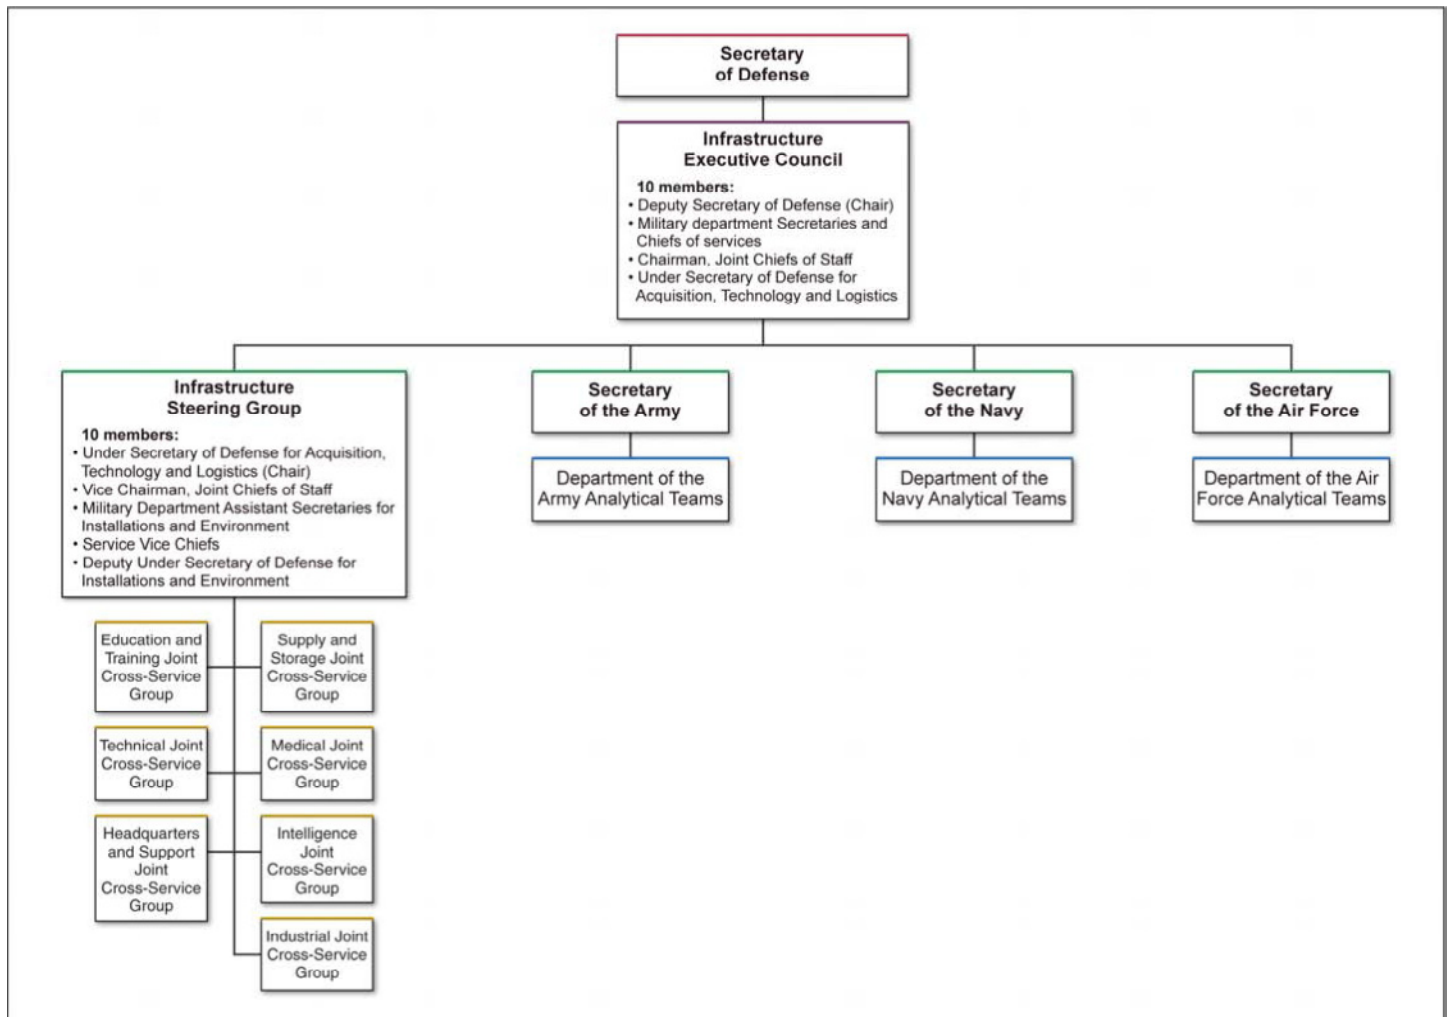 Secretary
of Defense
Infrastructure
Executive Council
10 members:
• Deputy Secretary of Defense (Chair)
• Military department Secretaries and
Chiefs of services
• Chairman, Joint Chiefs of Staff
• Under Secretary of Defense for
Acquisition, Technology and Logistics
Infrastructure
Steering Group
10 members:
• Under Secretary of Defense for Acquisition,
Technology and Logistics (Chair)
• Vice Chairman, Joint Chiefs of Staff
• Military Department Assistant Secretaries for
Installations and Environment
• Service Vice Chiefs
• Deputy Under Secretary of Defense for
Installations and Environment
Secretary
of the Army
Secretary
of the Navy
Secretary
of the Air Force
Department of the
Army Analytical Teams
Department of the
Navy Analytical Teams
Department of the Air
Force Analytical Teams
Education and
Training Joint
Cross-Service
Group
Supply and
Storage Joint
Cross-Service
Group
Technical Joint
Cross-Service
Group
Medical Joint
Cross-Service
Group
Headquarters
and Support
Joint
Cross-Service
Group
Intelligence
Joint
Cross-Service
Group
Industrial Joint
Cross-Service
Group